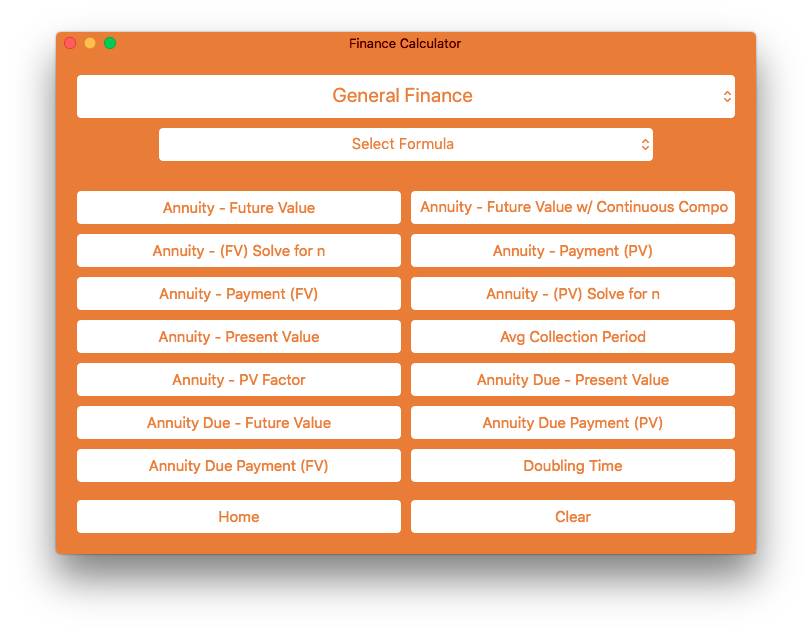 Finance Calculator
General Finance
Select Formula
Annuity - Future Value
Annuity - Future Value w/ Continuous Compo
Annuity - (FV) Solve for n
Annuity - Payment (PV)
Annuity - Payment (FV)
Annuity - (PV) Solve for n
Annuity - Present Value
Avg Collection Period
Annuity - PV Factor
Annuity Due - Present Value
Annuity Due - Future Value
Annuity Due Payment (PV)
Annuity Due Payment (FV)
Doubling Time
Home
Clear